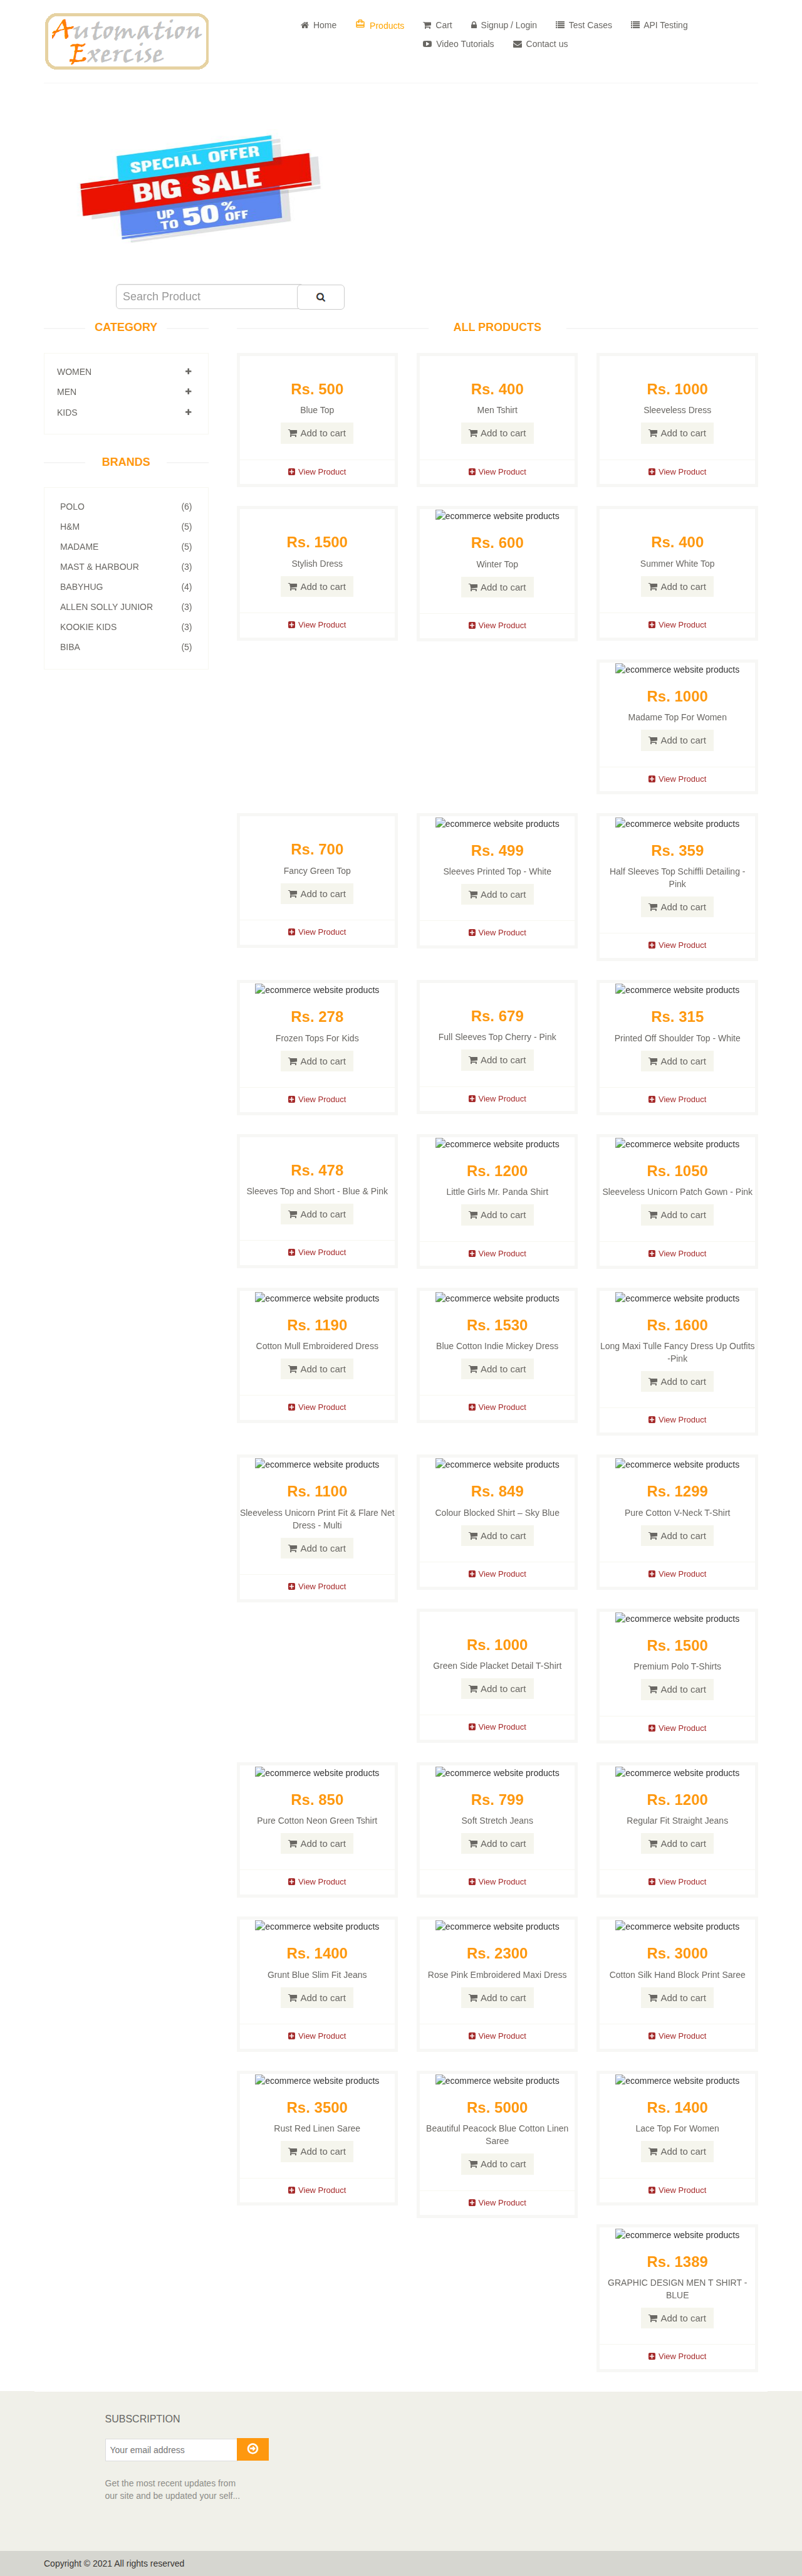 Automation
Exercise
Home
Products
Cart
Signup / Login
Test Cases
API Testing
Video Tutorials
Contact us
SPECIAL OFFER
BIG SALE
UP TO 50% OFF
Search Product
CATEGORY
WOMEN
MEN
KIDS
BRANDS
POLO (6)
H&M (5)
MADAME (5)
MAST & HARBOUR (3)
BABYHUG (4)
ALLEN SOLLY JUNIOR (3)
KOOKIE KIDS (3)
BIBA (5)
ALL PRODUCTS
Rs. 500
Blue Top
Add to cart
View Product
Rs. 400
Men Tshirt
Add to cart
View Product
Rs. 1000
Sleeveless Dress
Add to cart
View Product
Rs. 1500
Stylish Dress
Add to cart
View Product
ecommerce website products
Rs. 600
Winter Top
Add to cart
View Product
Rs. 400
Summer White Top
Add to cart
View Product
ecommerce website products
Rs. 1000
Madame Top For Women
Add to cart
View Product
Rs. 700
Fancy Green Top
Add to cart
View Product
ecommerce website products
Rs. 499
Sleeves Printed Top - White
Add to cart
View Product
ecommerce website products
Rs. 359
Half Sleeves Top Schiffli Detailing -
Pink
Add to cart
View Product
ecommerce website products
Rs. 278
Frozen Tops For Kids
Add to cart
View Product
Rs. 679
Full Sleeves Top Cherry - Pink
Add to cart
View Product
ecommerce website products
Rs. 315
Printed Off Shoulder Top - White
Add to cart
View Product
Rs. 478
Sleeves Top and Short - Blue & Pink
Add to cart
View Product
ecommerce website products
Rs. 1200
Little Girls Mr. Panda Shirt
Add to cart
View Product
ecommerce website products
Rs. 1050
Sleeveless Unicorn Patch Gown - Pink
Add to cart
View Product
ecommerce website products
Rs. 1190
Cotton Mull Embroidered Dress
Add to cart
View Product
ecommerce website products
Rs. 1530
Blue Cotton Indie Mickey Dress
Add to cart
View Product
ecommerce website products
Rs. 1600
Long Maxi Tulle Fancy Dress Up Outfits
-Pink
Add to cart
View Product
ecommerce website products
Rs. 1100
Sleeveless Unicorn Print Fit & Flare Net
Dress - Multi
Add to cart
View Product
ecommerce website products
Rs. 849
Colour Blocked Shirt – Sky Blue
Add to cart
View Product
ecommerce website products
Rs. 1299
Pure Cotton V-Neck T-Shirt
Add to cart
View Product
Rs. 1000
Green Side Placket Detail T-Shirt
Add to cart
View Product
ecommerce website products
Rs. 1500
Premium Polo T-Shirts
Add to cart
View Product
ecommerce website products
Rs. 850
Pure Cotton Neon Green Tshirt
Add to cart
View Product
ecommerce website products
Rs. 799
Soft Stretch Jeans
Add to cart
View Product
ecommerce website products
Rs. 1200
Regular Fit Straight Jeans
Add to cart
View Product
ecommerce website products
Rs. 1400
Grunt Blue Slim Fit Jeans
Add to cart
View Product
ecommerce website products
Rs. 2300
Rose Pink Embroidered Maxi Dress
Add to cart
View Product
ecommerce website products
Rs. 3000
Cotton Silk Hand Block Print Saree
Add to cart
View Product
ecommerce website products
Rs. 3500
Rust Red Linen Saree
Add to cart
View Product
ecommerce website products
Rs. 5000
Beautiful Peacock Blue Cotton Linen
Saree
Add to cart
View Product
ecommerce website products
Rs. 1400
Lace Top For Women
Add to cart
View Product
ecommerce website products
Rs. 1389
GRAPHIC DESIGN MEN T SHIRT -
BLUE
Add to cart
View Product
SUBSCRIPTION
Your email address
Get the most recent updates from
our site and be updated your self...
Copyright © 2021 All rights reserved